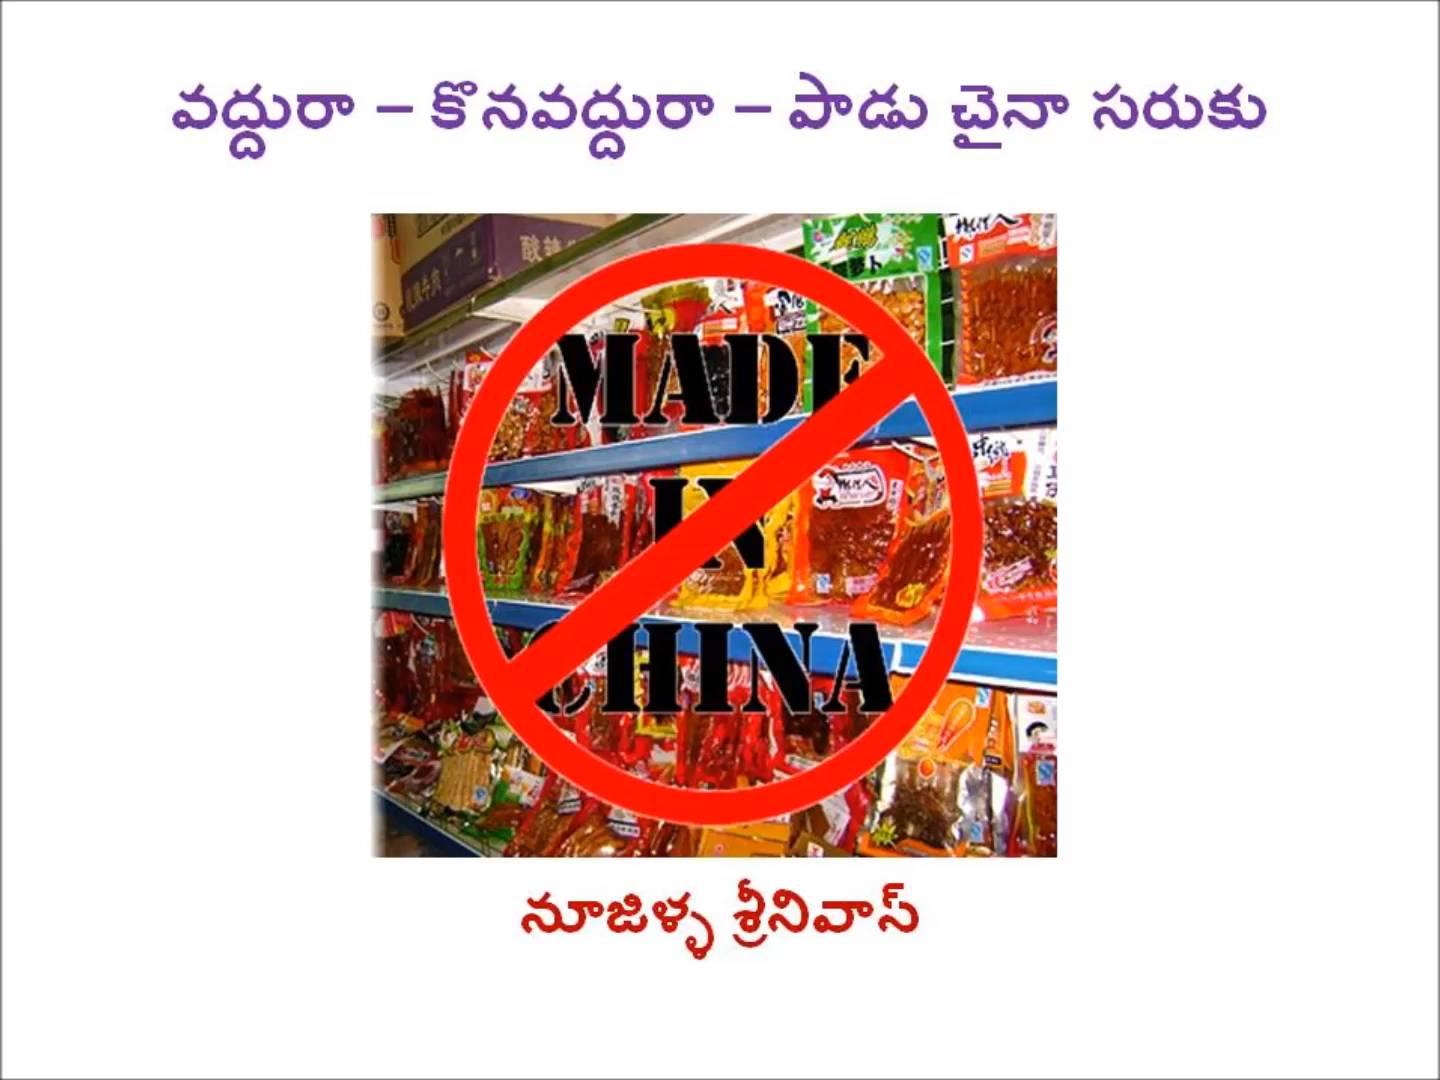 వద్దురా – కొనవద్దురా – పాడు చైనా సరుకు
MADE
IN
CHINA
నూజిళ్ళ శ్రీనివాస్